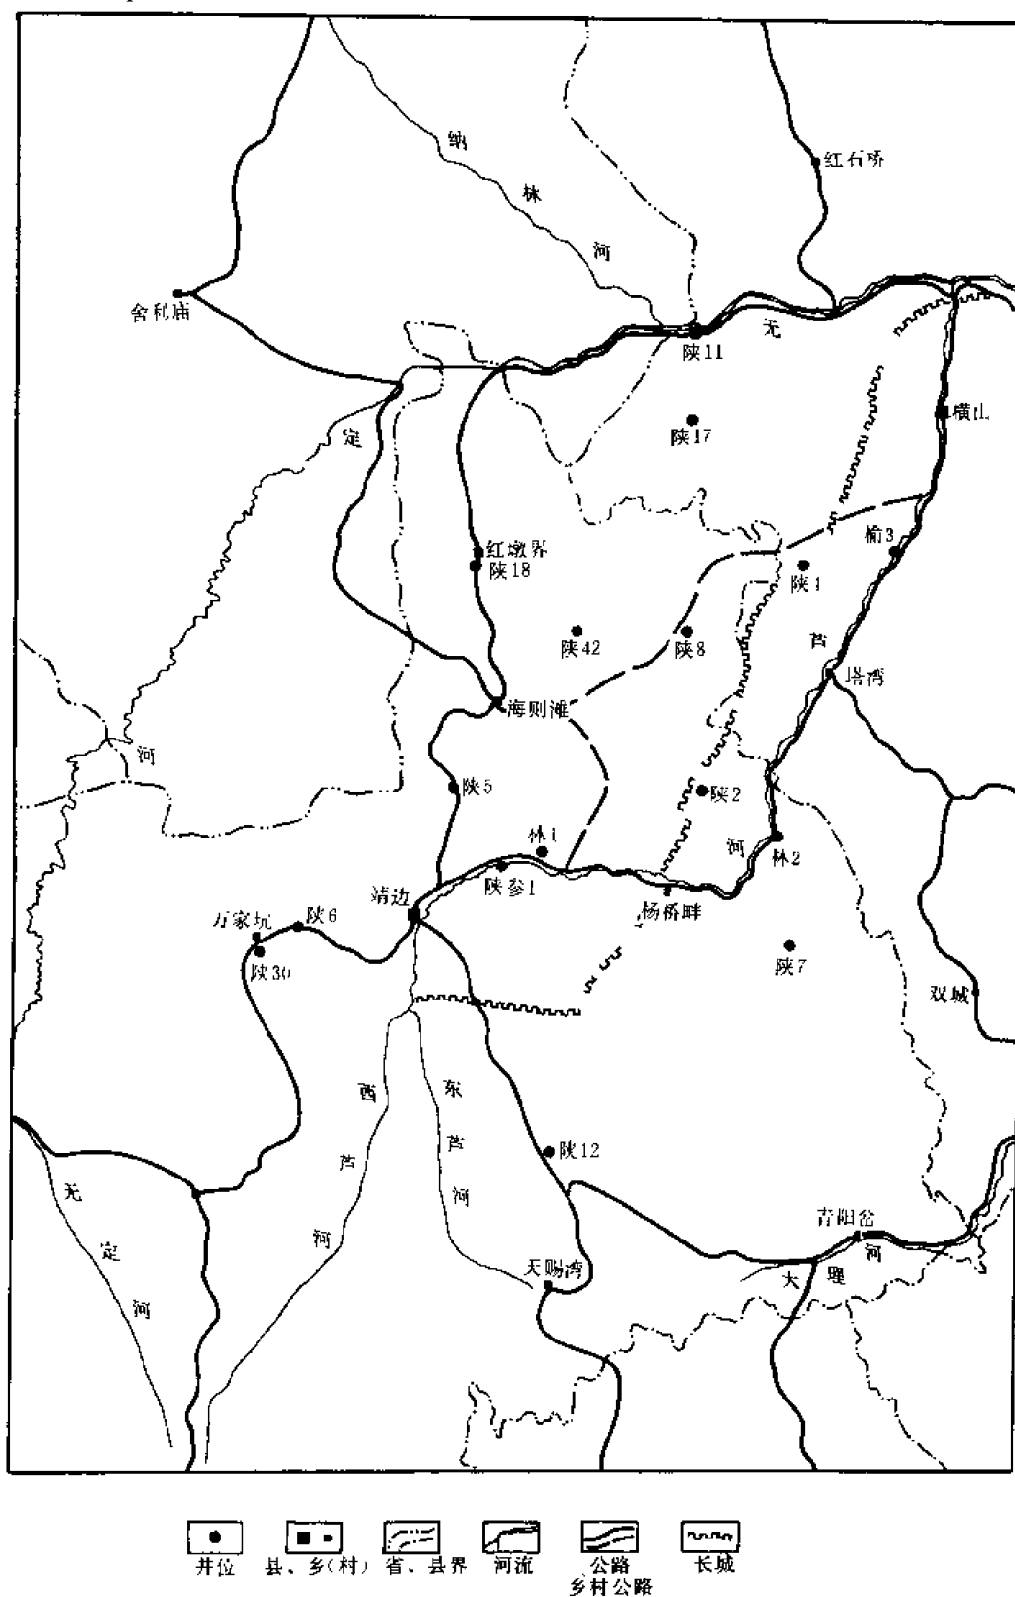 纳
林
河
红石桥
舍利庙
无
陕11
定
陕17
横山
榆3
红墩界
陕18
陕1
陕42
陕8
芦
塔湾
海则滩
河
陕5
陕2
林1
河
林2
陕参1
靖边
杨桥畔
万家坑
陕6
陕30
陕7
双城
西
东
芦
芦
陕12
河
河
无
定
河
青阳岔
河
天赐湾
大
理
井位
县、乡(村)
省、县界
河流
公路
乡村公路
长城